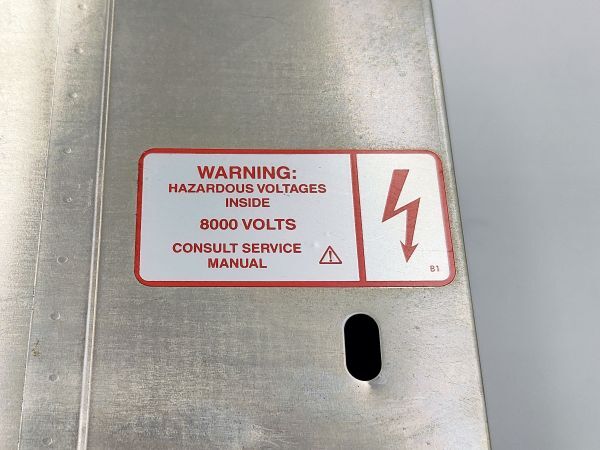 WARNING:
HAZARDOUS VOLTAGES
INSIDE
8000 VOLTS
CONSULT SERVICE
MANUAL
B1